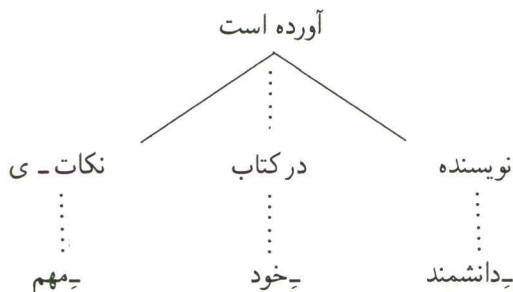 آورده است
نویسنده در کتاب نکات ـ ی
ـِدانشمند ـِخود ـِمهم